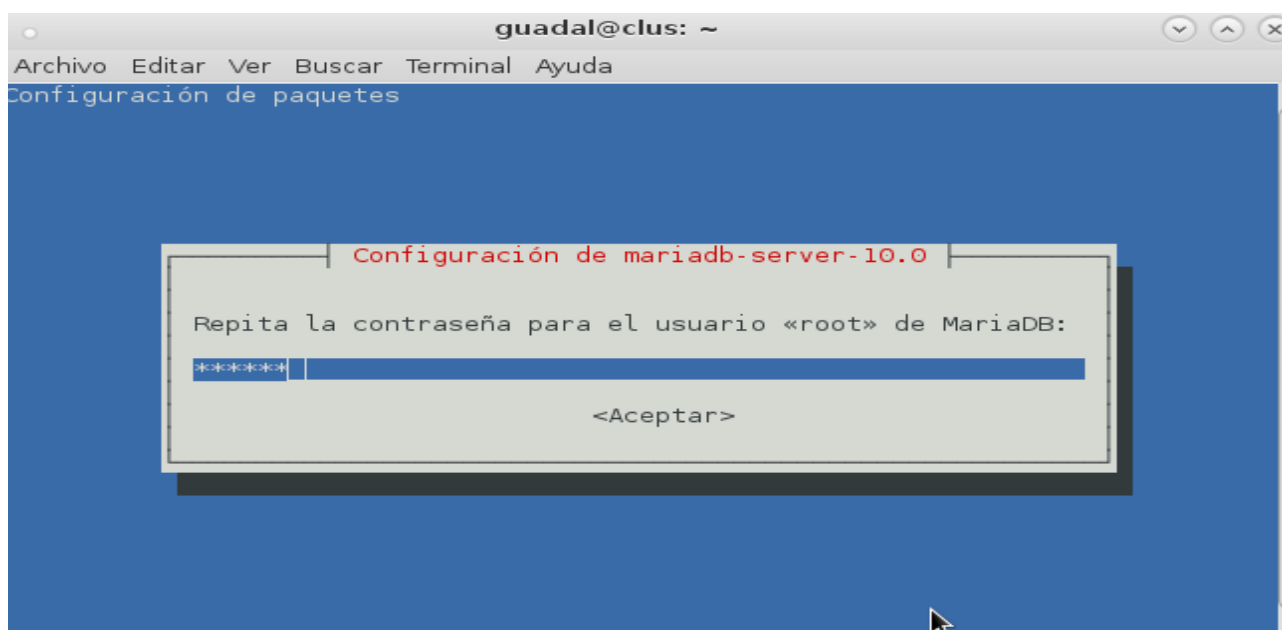 guadal@clus: ~
Archivo Editar Ver Buscar Terminal Ayuda
Configuración de paquetes
Configuración de mariadb-server-10.0
Repita la contraseña para el usuario «root» de MariaDB:
******
<Aceptar>